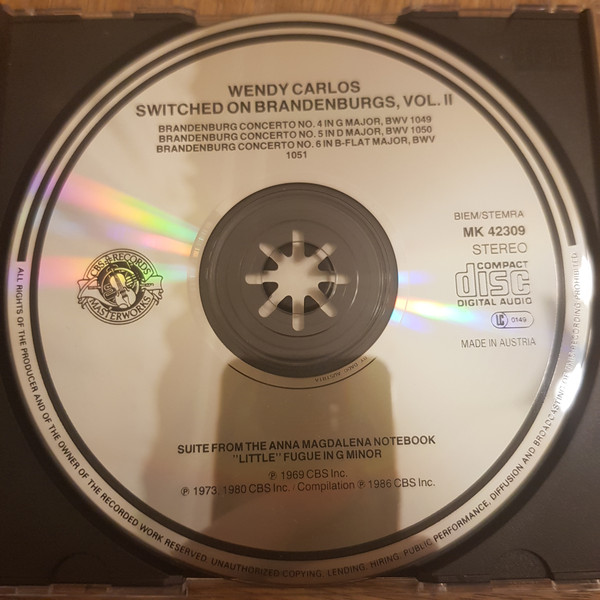 WENDY CARLOS
SWITCHED ON BRANDENBURGS, VOL. II
BRANDENBURG CONCERTO NO. 4 IN G MAJOR, BWV 1049
BRANDENBURG CONCERTO NO. 5 IN D MAJOR, BWV 1050
BRANDENBURG CONCERTO NO. 6 IN B-FLAT MAJOR, BWV
1051
CBS RECORDS
MASTERWORKS
BIEM/STEMRA
MK 42309
STEREO
COMPACT
disc
DIGITAL AUDIO
LC 0149
MADE IN AUSTRIA
SUITE FROM THE ANNA MAGDALENA NOTEBOOK
"LITTLE" FUGUE IN G MINOR
℗ 1969 CBS Inc.
℗ 1973, 1980 CBS Inc. / Compilation ℗ 1986 CBS Inc.
ALL RIGHTS OF THE PRODUCER AND OF THE OWNER OF THE RECORDED WORK RESERVED. UNAUTHORIZED COPYING, LENDING, HIRING, PUBLIC PERFORMANCE, DIFFUSION AND BROADCASTING OF THIS RECORDING PROHIBITED